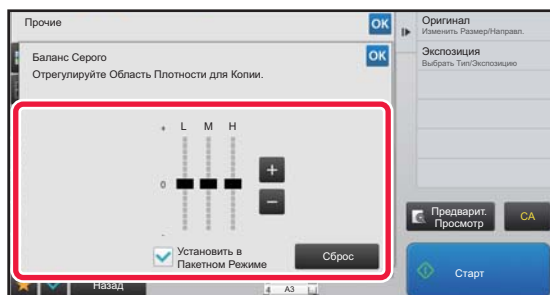 Прочие
OK
Баланс Серого
OK
Отрегулируйте Область Плотности для Копии.
+ L M H
0
-
+
−
Установить в
Пакетном Режиме
Сброс
Назад
A3
Оригинал
Изменить Размер/Направл.
Экспозиция
Выбрать Тип/Экспозицию
Предварит.
Просмотр
CA
Старт